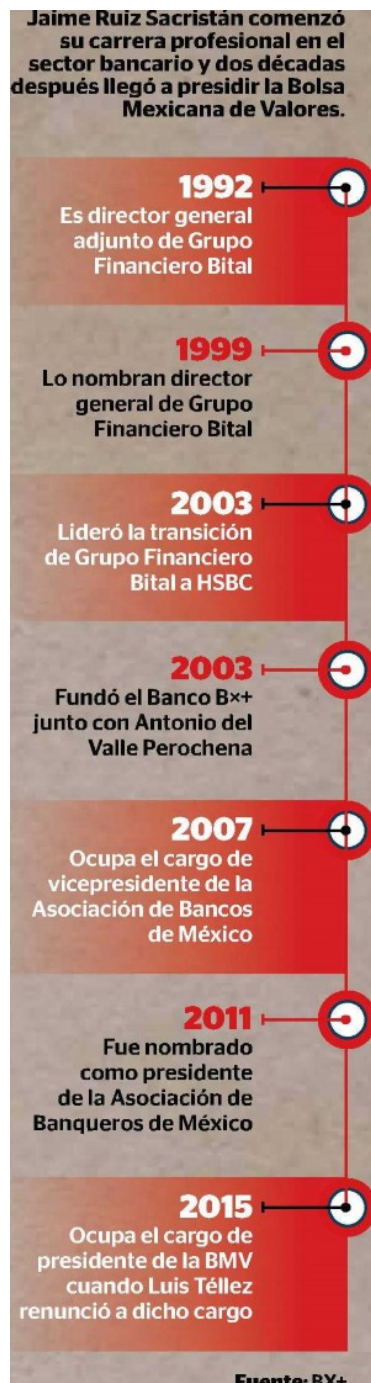 Jaime Ruiz Sacristán comenzó
su carrera profesional en el
sector bancario y dos décadas
después llegó a presidir la Bolsa
Mexicana de Valores.
1992
Es director general
adjunto de Grupo
Financiero Bital
1999
Lo nombran director
general de Grupo
Financiero Bital
2003
Lideró la transición
de Grupo Financiero
Bital a HSBC
2003
Fundó el Banco B×+
junto con Antonio del
Valle Perochena
2007
Ocupa el cargo de
vicepresidente de la
Asociación de Bancos
de México
2011
Fue nombrado
como presidente
de la Asociación de
Banqueros de México
2015
Ocupa el cargo de
presidente de la BMV
cuando Luis Téllez
renunció a dicho cargo
Fuente: BX+